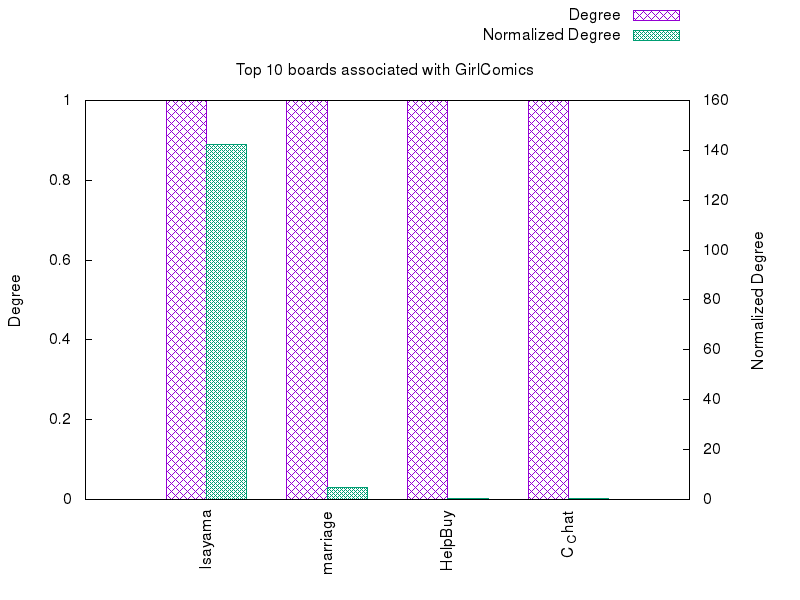 Degree
Normalized Degree
Top 10 boards associated with GirlComics
1
0.8
0.6
0.4
0.2
0
160
140
120
100
80
60
40
20
0
Degree
Normalized Degree
Isayama
marriage
HelpBuy
CChat